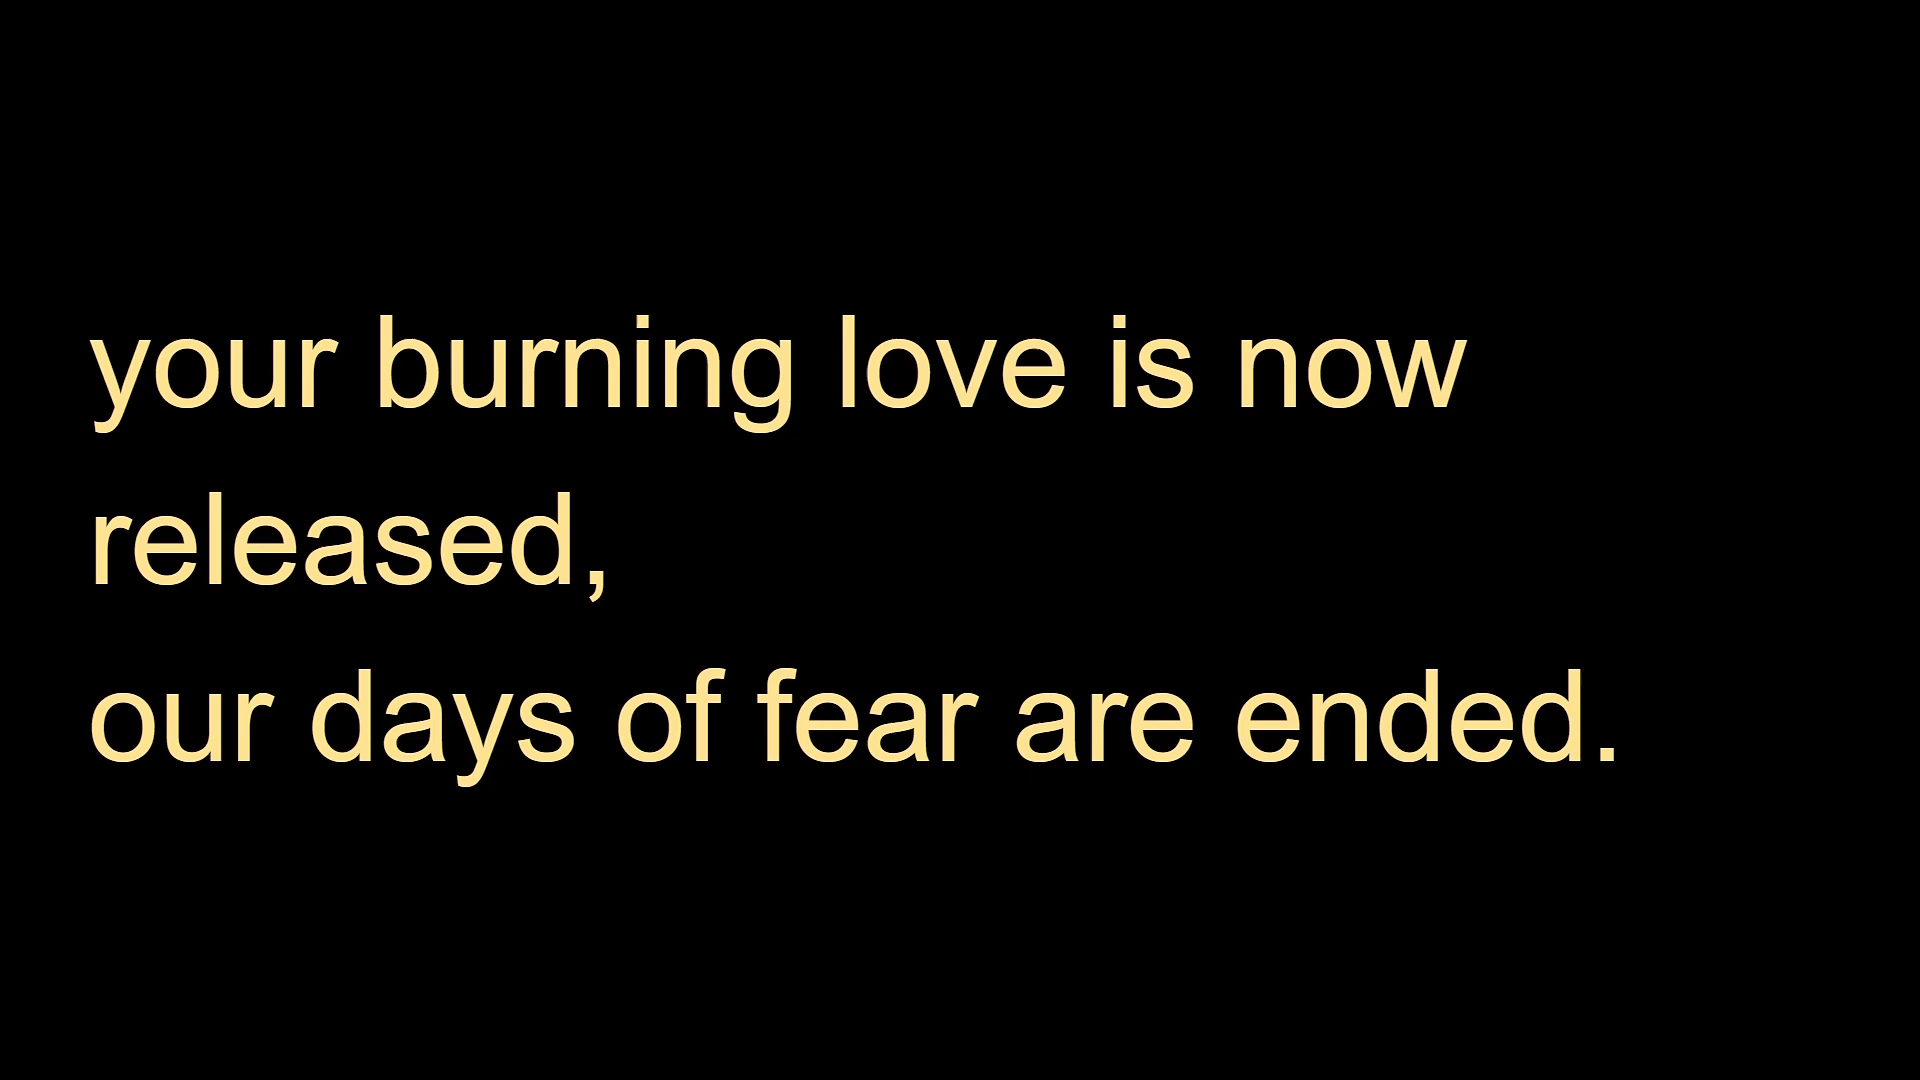 your burning love is now
released,
our days of fear are ended.